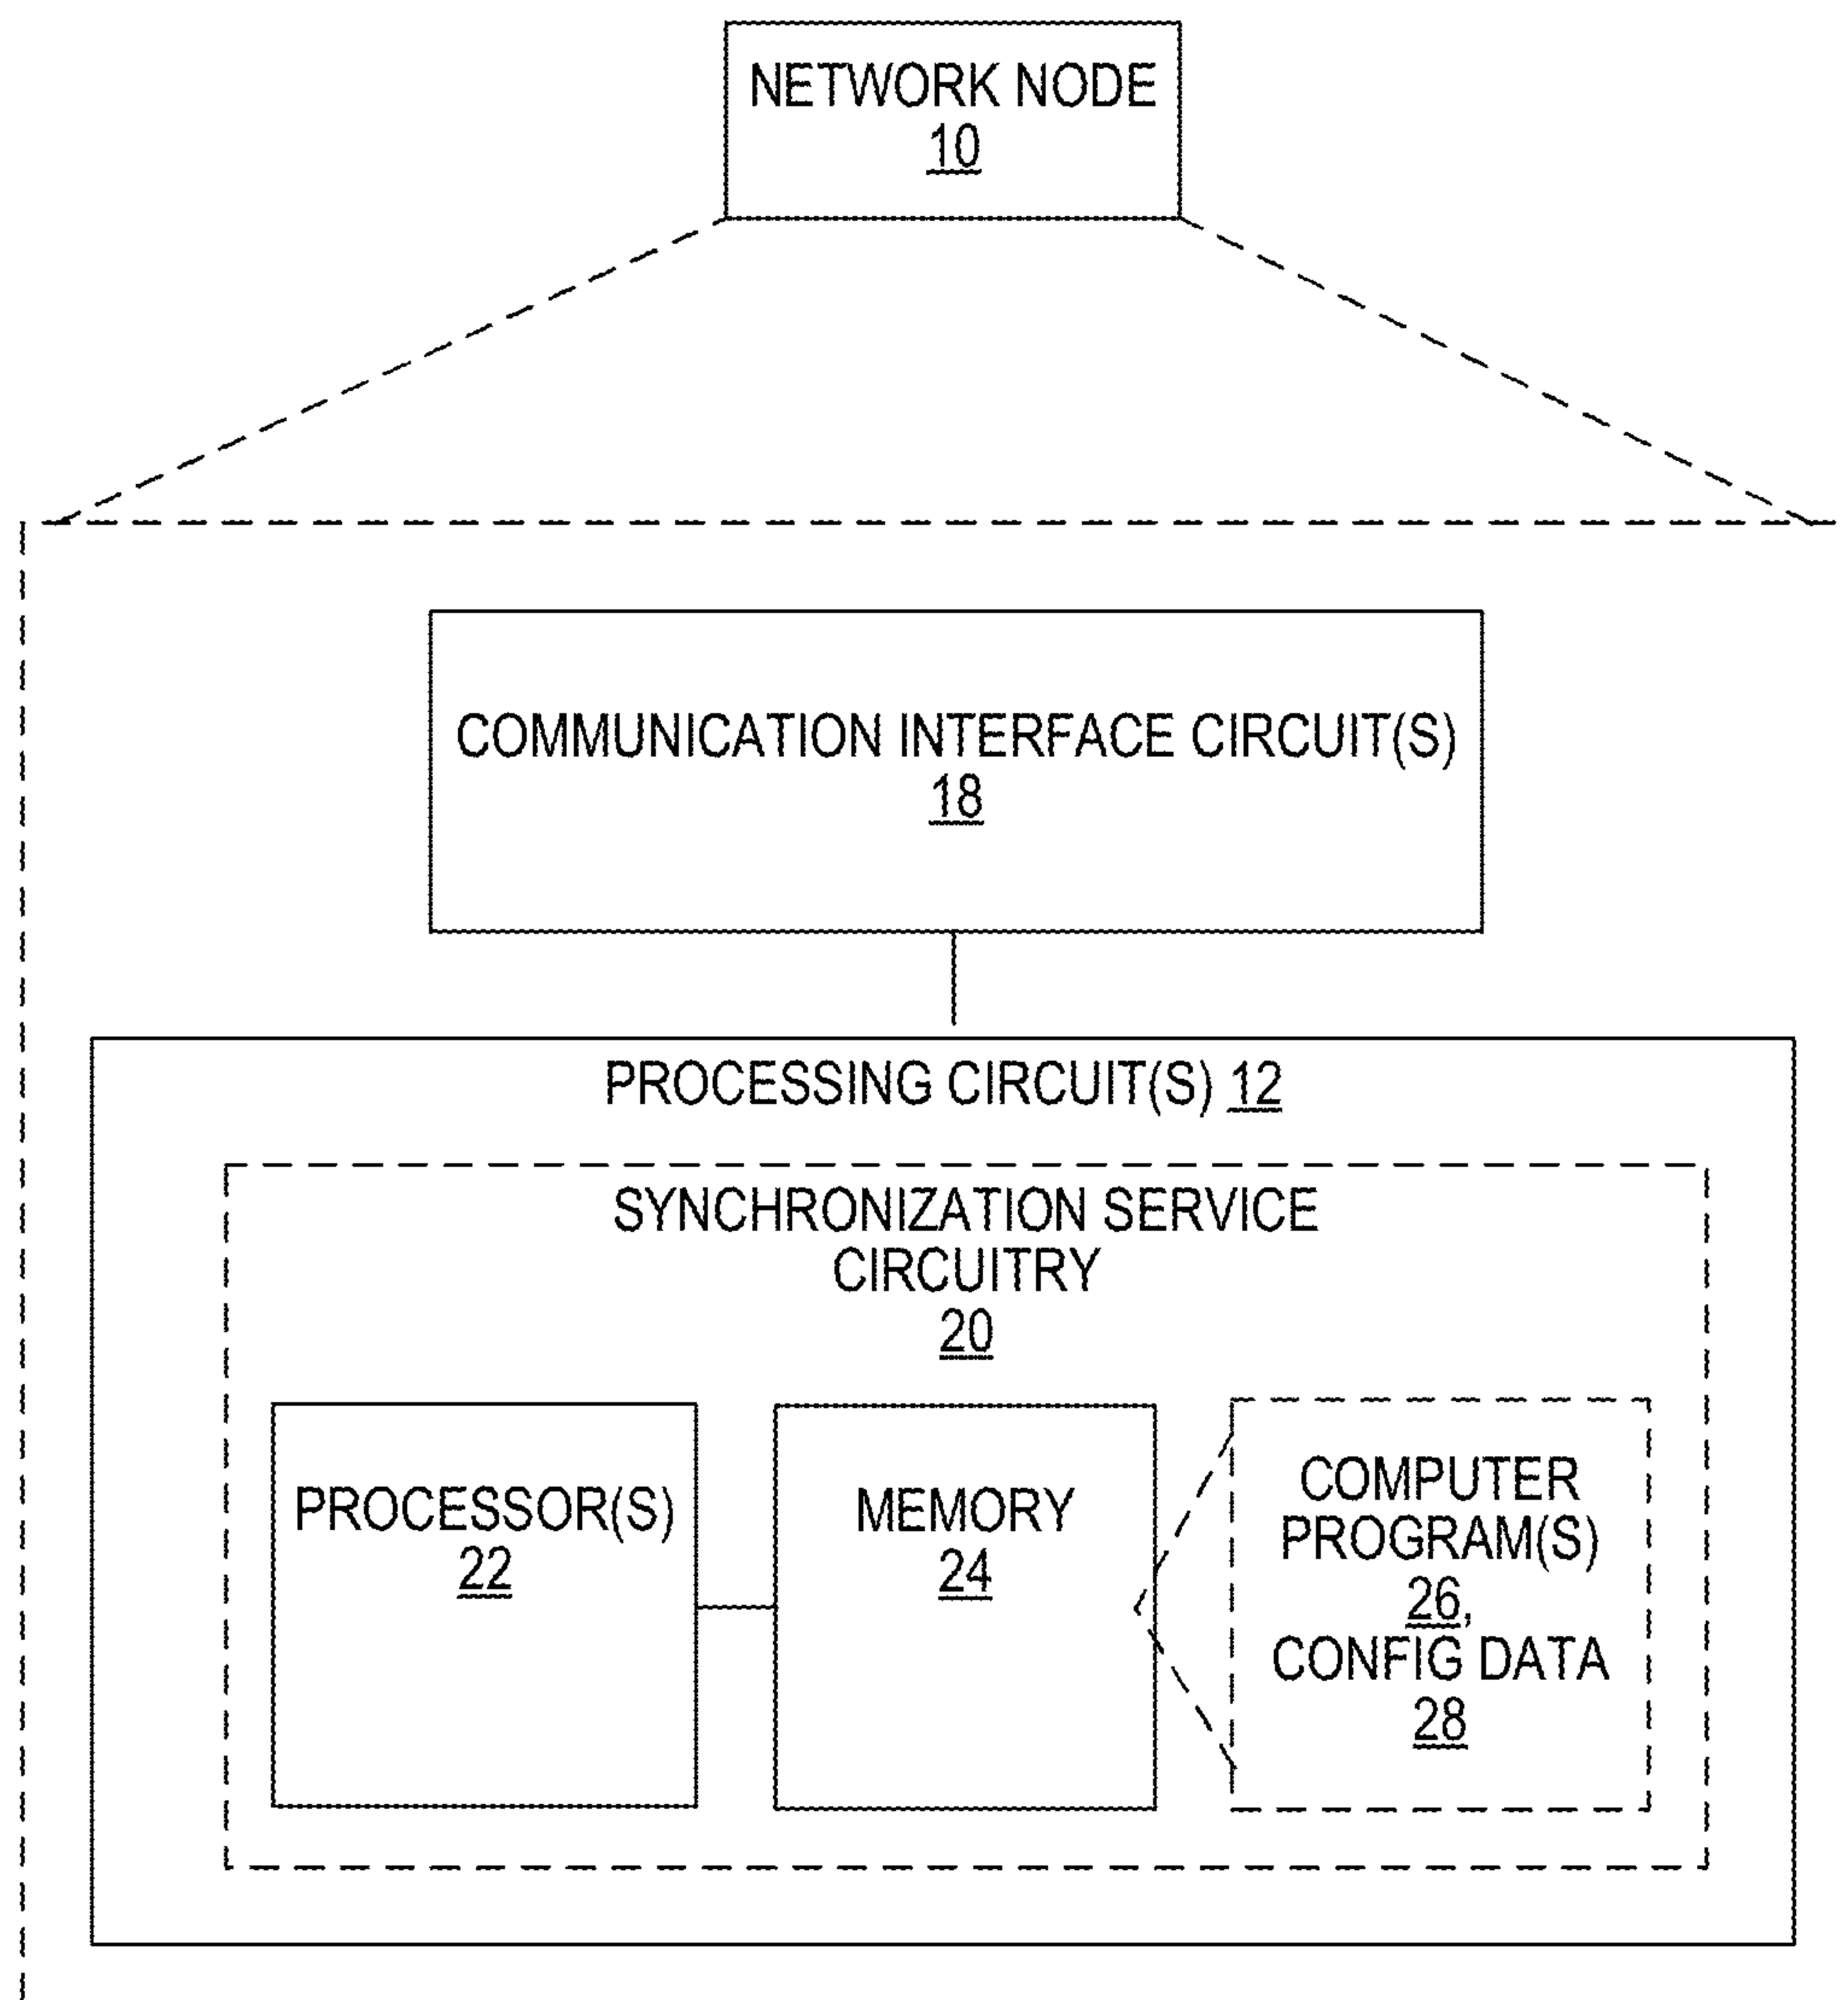 NETWORK NODE
10
COMMUNICATION INTERFACE CIRCUIT(S)
18
PROCESSING CIRCUIT(S) 12
SYNCHRONIZATION SERVICE
CIRCUITRY
20
PROCESSOR(S)
22
MEMORY
24
COMPUTER
PROGRAM(S)
26,
CONFIG DATA
28